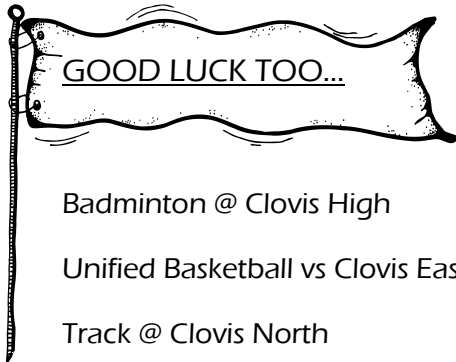 GOOD LUCK TOO...
Badminton @ Clovis High
Unified Basketball vs Clovis Eas
Track @ Clovis North